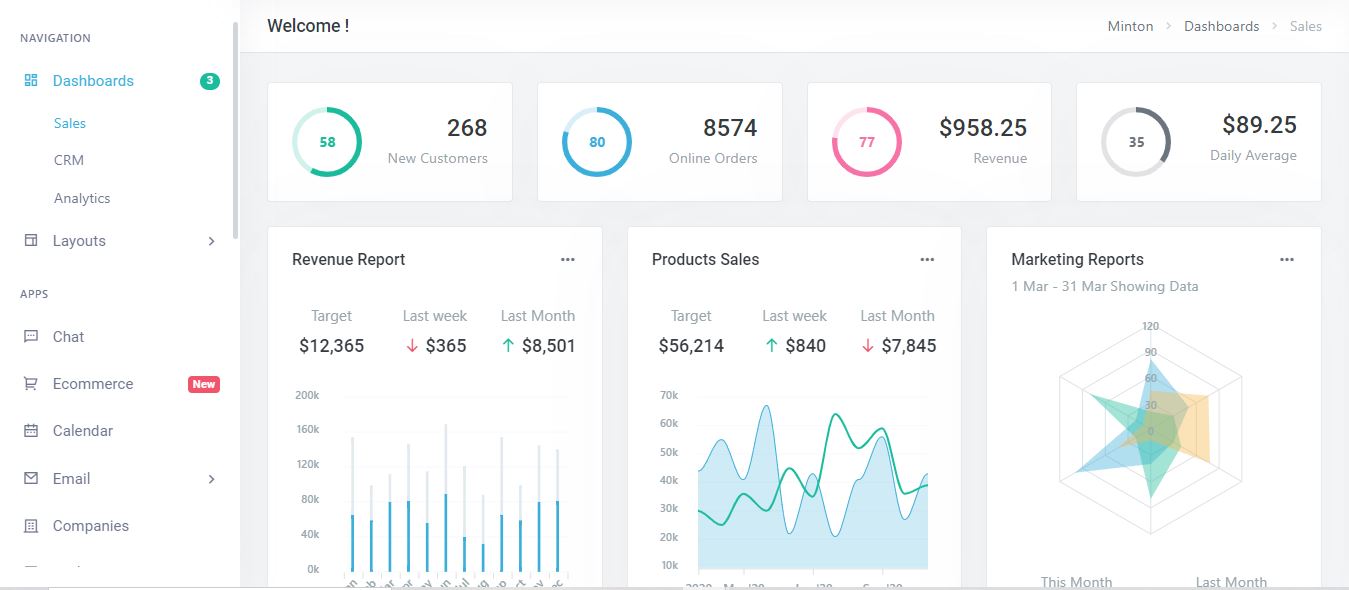 NAVIGATION
Dashboards 3
Sales
CRM
Analytics
Layouts
APPS
Chat
Ecommerce New
Calendar
Email
Companies
Welcome !
Minton Dashboards Sales
58 268
New Customers
80 8574
Online Orders
77 $958.25
Revenue
35 $89.25
Daily Average
Revenue Report
Target Last week Last Month
$12,365 $365 $8,501
200k
160k
120k
80k
40k
0k
Products Sales
Target Last week Last Month
$56,214 $840 $7,845
70k
60k
50k
40k
30k
20k
10k
Marketing Reports
1 Mar - 31 Mar Showing Data
120
90
60
30
0
This Month Last Month